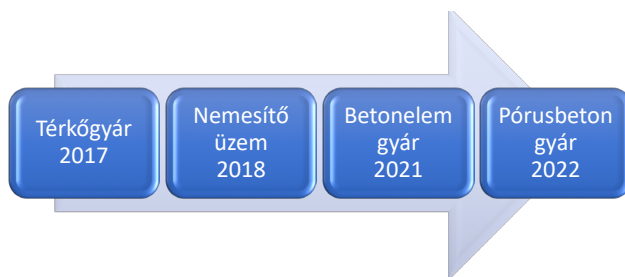 Térkőgyár
2017
Nemesítő
üzem
2018
Betonelem
gyár
2021
Pórusbeton
gyár
2022